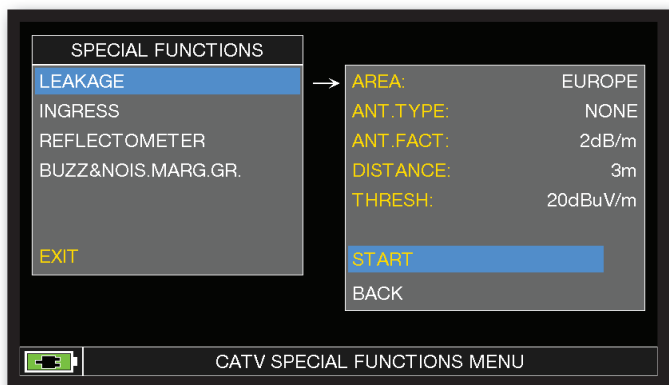 SPECIAL FUNCTIONS
LEAKAGE
INGRESS
REFLECTOMETER
BUZZ&NOIS.MARG.GR.
EXIT
AREA: EUROPE
ANT.TYPE: NONE
ANT.FACT: 2dB/m
DISTANCE: 3m
THRESH: 20dBuV/m
START
BACK
CATV SPECIAL FUNCTIONS MENU